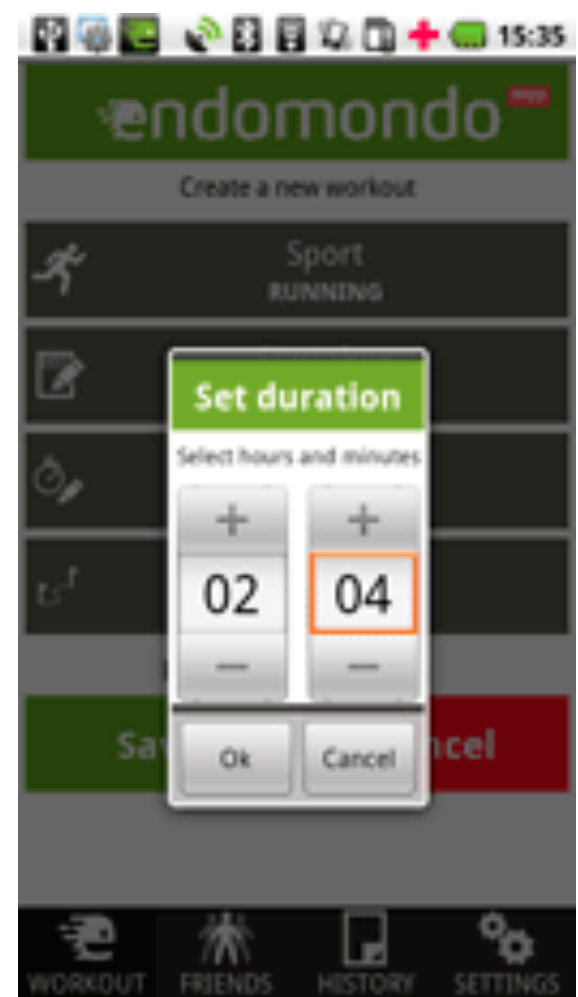 15:35
endomondo
Create a new workout
Sport
RUNNING
Set duration
Select hours and minutes
+ +
02 04
− −
Ok Cancel
WORKOUT FRIENDS HISTORY SETTINGS